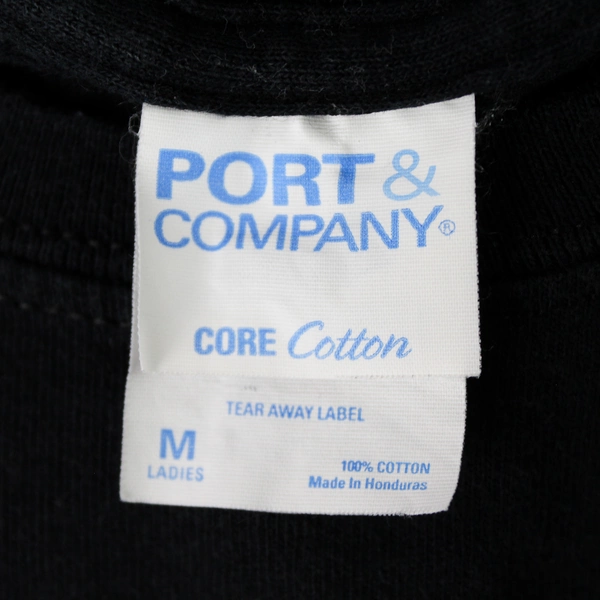 PORT &
COMPANY®
CORE Cotton
TEAR AWAY LABEL
M
LADIES
100% COTTON
Made In Honduras